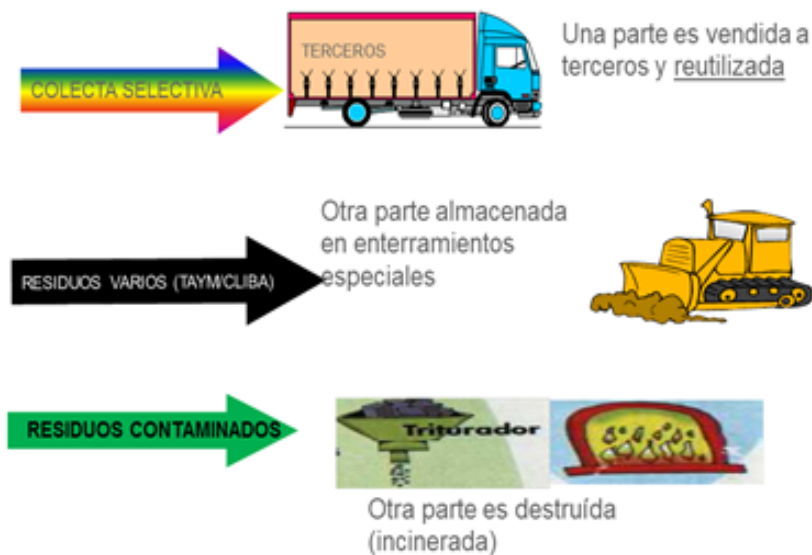 COLECTA SELECTIVA
TERCEROS
Una parte es vendida a
terceros y reutilizada
RESIDUOS VARIOS (TAYM/CLIBA)
Otra parte almacenada
en enterramientos
especiales
RESIDUOS CONTAMINADOS
Triturador
Otra parte es destruída
(incinerada)